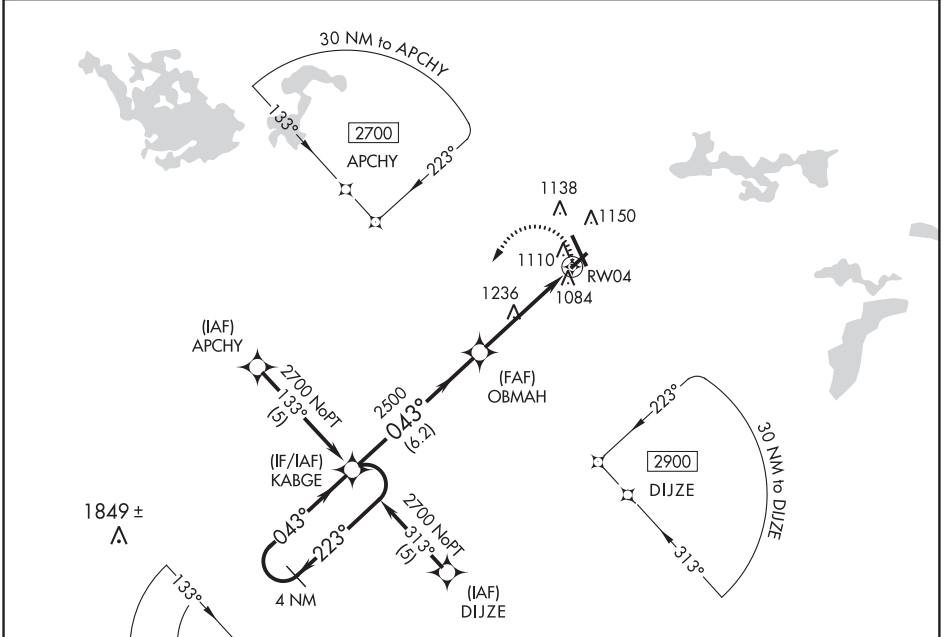 30 NM to APCHY
133°
2700
APCHY
223°
1138
1150
1110
RW04
1084
1236
(IAF)
APCHY
2700 NoPT
133°
(5)
2500
043°
(6.2)
(FAF)
OBMAH
(IF/IAF)
KABGE
223°
30 NM to DIJZE
2900
DIJZE
313°
1849 ±
043°
223°
4 NM
2700 NoPT
313°
(5)
(IAF)
DIJZE
133°